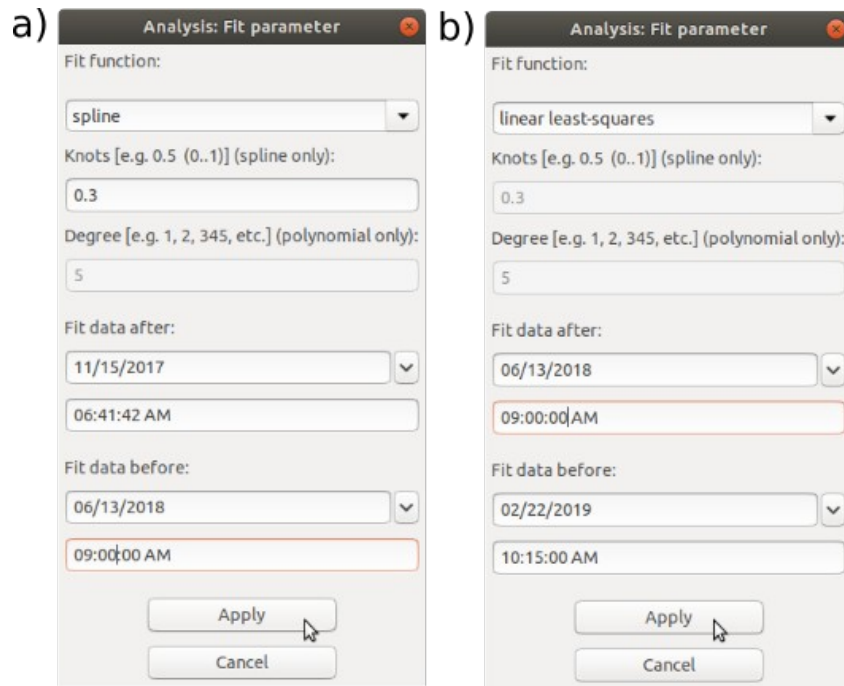 a)
Analysis: Fit parameter
Fit function:
spline
Knots [e.g. 0.5 (0..1)] (spline only):
0.3
Degree [e.g. 1, 2, 345, etc.] (polynomial only):
5
Fit data after:
11/15/2017
06:41:42 AM
Fit data before:
06/13/2018
09:00:00 AM
Apply
Cancel
b)
Analysis: Fit parameter
Fit function:
linear least-squares
Knots [e.g. 0.5 (0..1)] (spline only):
0.3
Degree [e.g. 1, 2, 345, etc.] (polynomial only):
5
Fit data after:
06/13/2018
09:00:00 AM
Fit data before:
02/22/2019
10:15:00 AM
Apply
Cancel